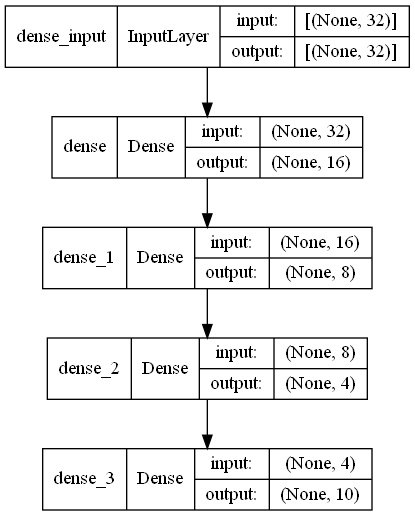 dense_input InputLayer input: [(None, 32)]
output: [(None, 32)]
dense Dense input: (None, 32)
output: (None, 16)
dense_1 Dense input: (None, 16)
output: (None, 8)
dense_2 Dense input: (None, 8)
output: (None, 4)
dense_3 Dense input: (None, 4)
output: (None, 10)